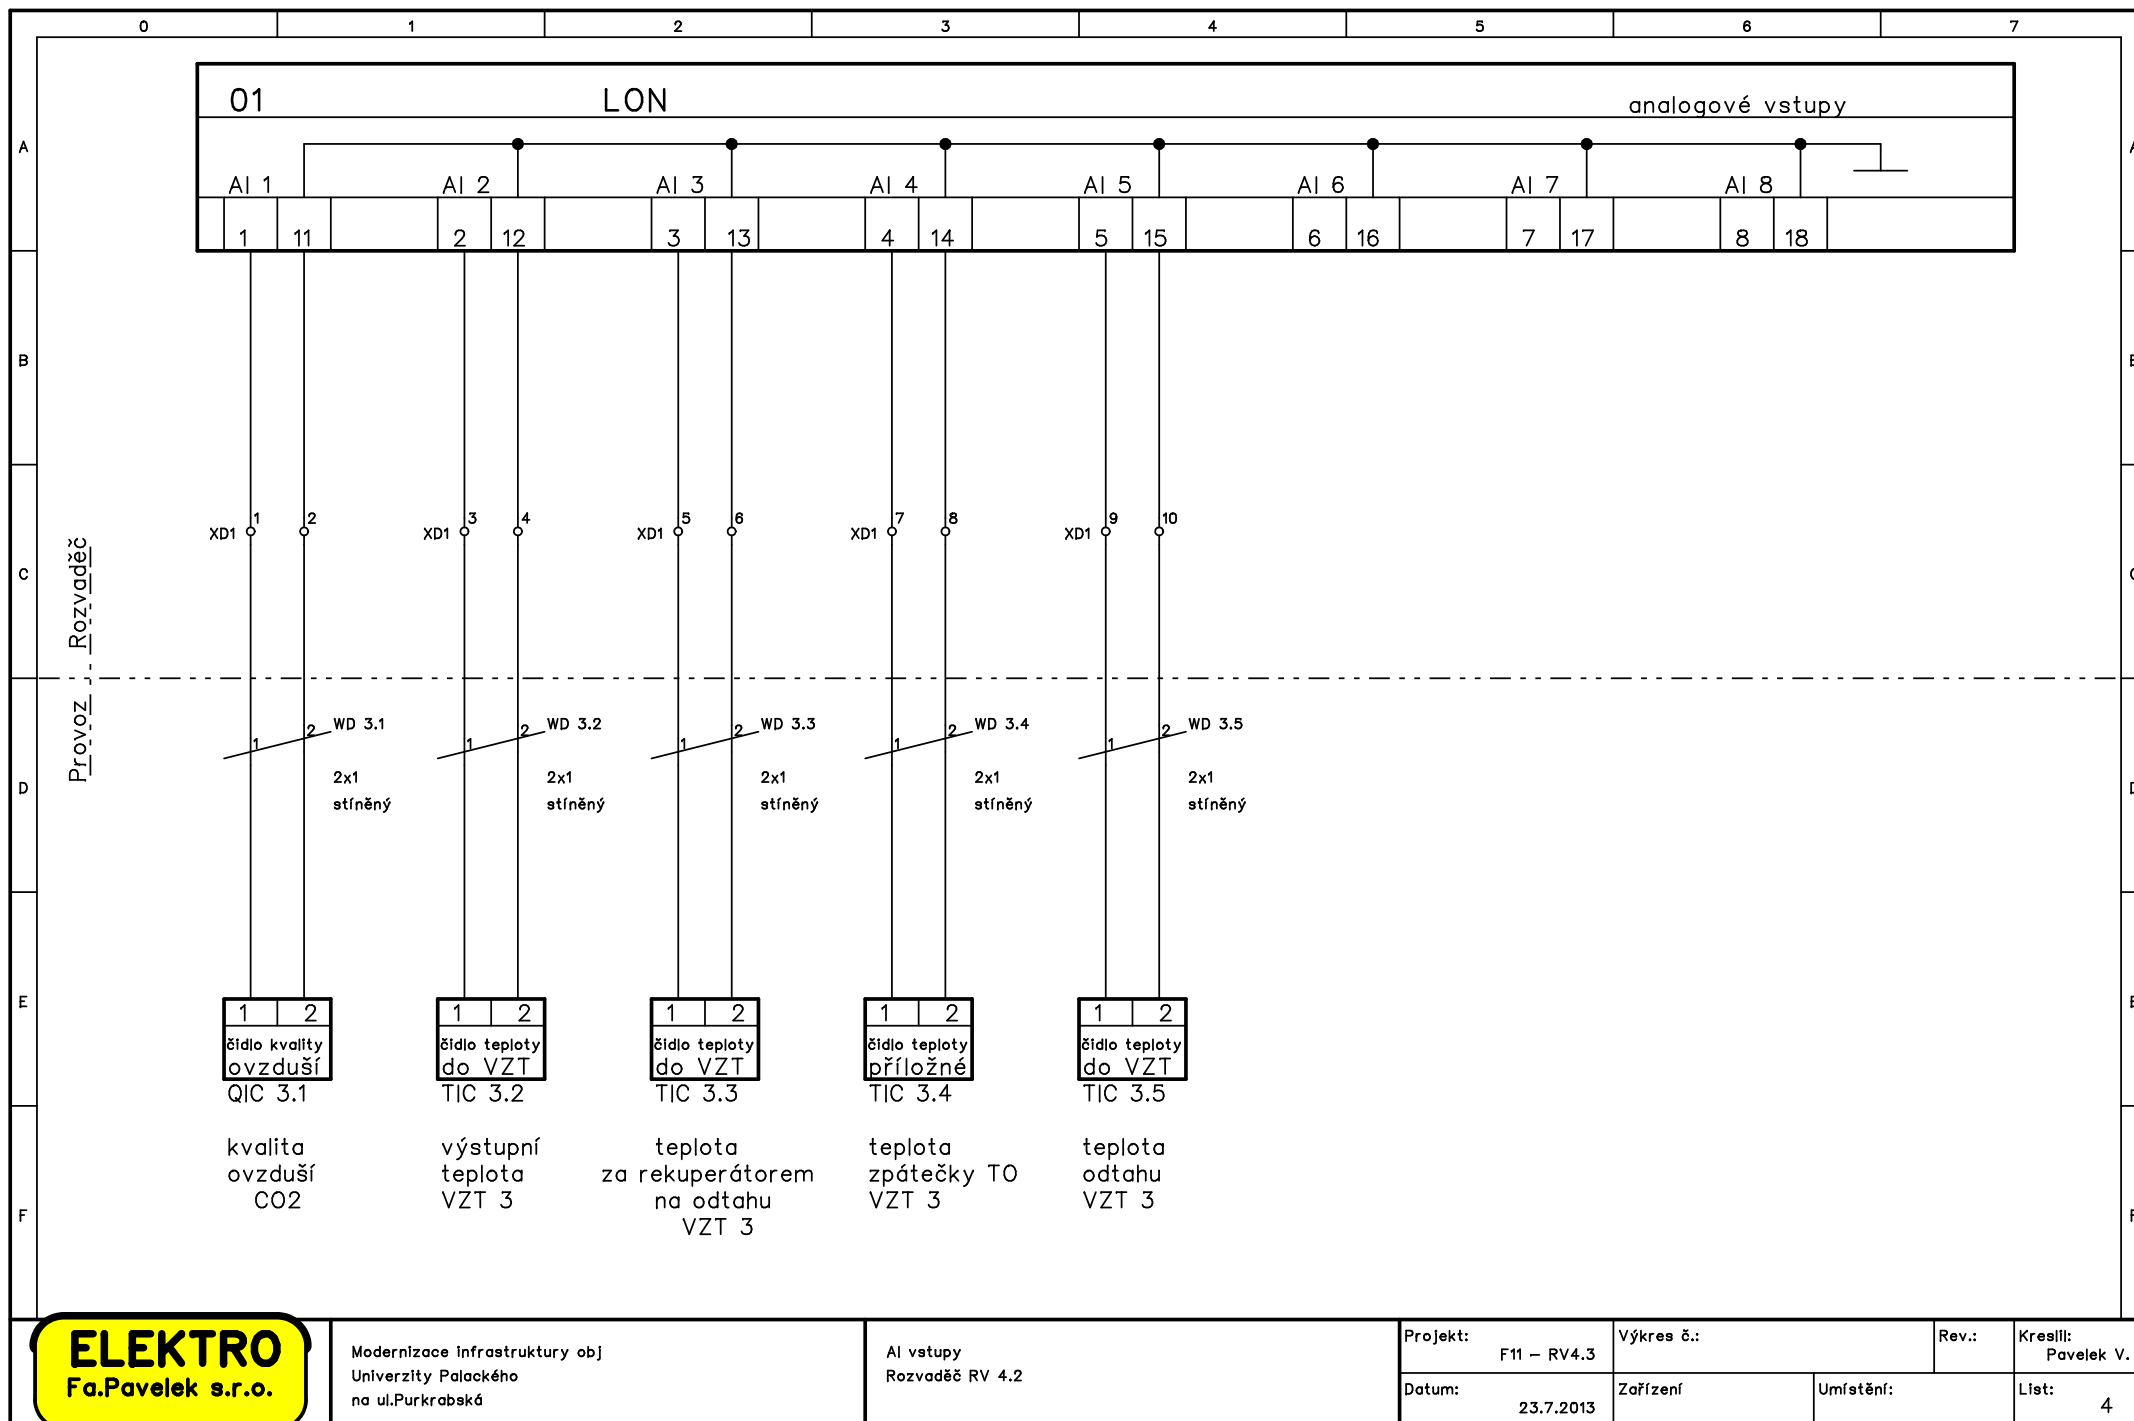 0 1 2 3 4 5 6 7
01 LON analogové vstupy
A
AI 1 AI 2 AI 3 AI 4 AI 5 AI 6 AI 7 AI 8
1 11 2 12 3 13 4 14 5 15 6 16 7 17 8 18
B
XD1 1 2 XD1 3 4 XD1 5 6 XD1 7 8 XD1 9 10
C
Rozvaděč
Provoz
1 2 WD 3.1 1 2 WD 3.2 1 2 WD 3.3 1 2 WD 3.4 1 2 WD 3.5
D
2x1 2x1 2x1 2x1 2x1
stíněný stíněný stíněný stíněný stíněný
E
1 2 1 2 1 2 1 2 1 2
čidlo kvality čidlo teploty čidlo teploty čidlo teploty čidlo teploty
ovzduší do VZT do VZT příložné do VZT
QIC 3.1 TIC 3.2 TIC 3.3 TIC 3.4 TIC 3.5
kvalita
ovzduší
CO2
výstupní
teplota
VZT 3
teplota
za rekuperátorem
na odtahu
VZT 3
teplota
zpátečky TO
VZT 3
teplota
odtahu
VZT 3
F
ELEKTRO
Fa.Pavelek s.r.o.
Modernizace infrastruktury obj
Univerzity Palackého
na ul.Purkrabská
AI vstupy
Rozvaděč RV 4.2
Projekt:
F11 – RV4.3
Datum:
23.7.2013
Výkres č.:
Zařízení
Umístění:
Rev.:
Kreslil:
Pavelek V.
List:
4